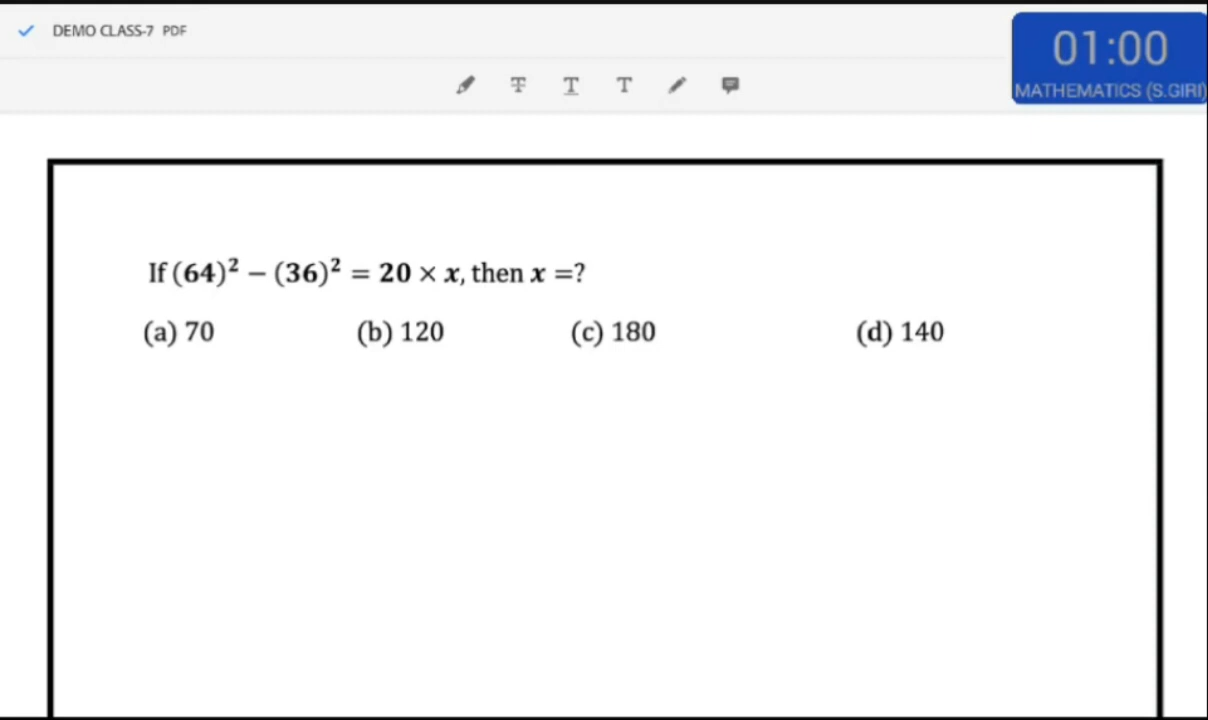 DEMO CLASS-7 PDF
01:00
MATHEMATICS (S.GIRI)
T T T
If (64)² − (36)² = 20 × x, then x =?
(a) 70 (b) 120 (c) 180 (d) 140